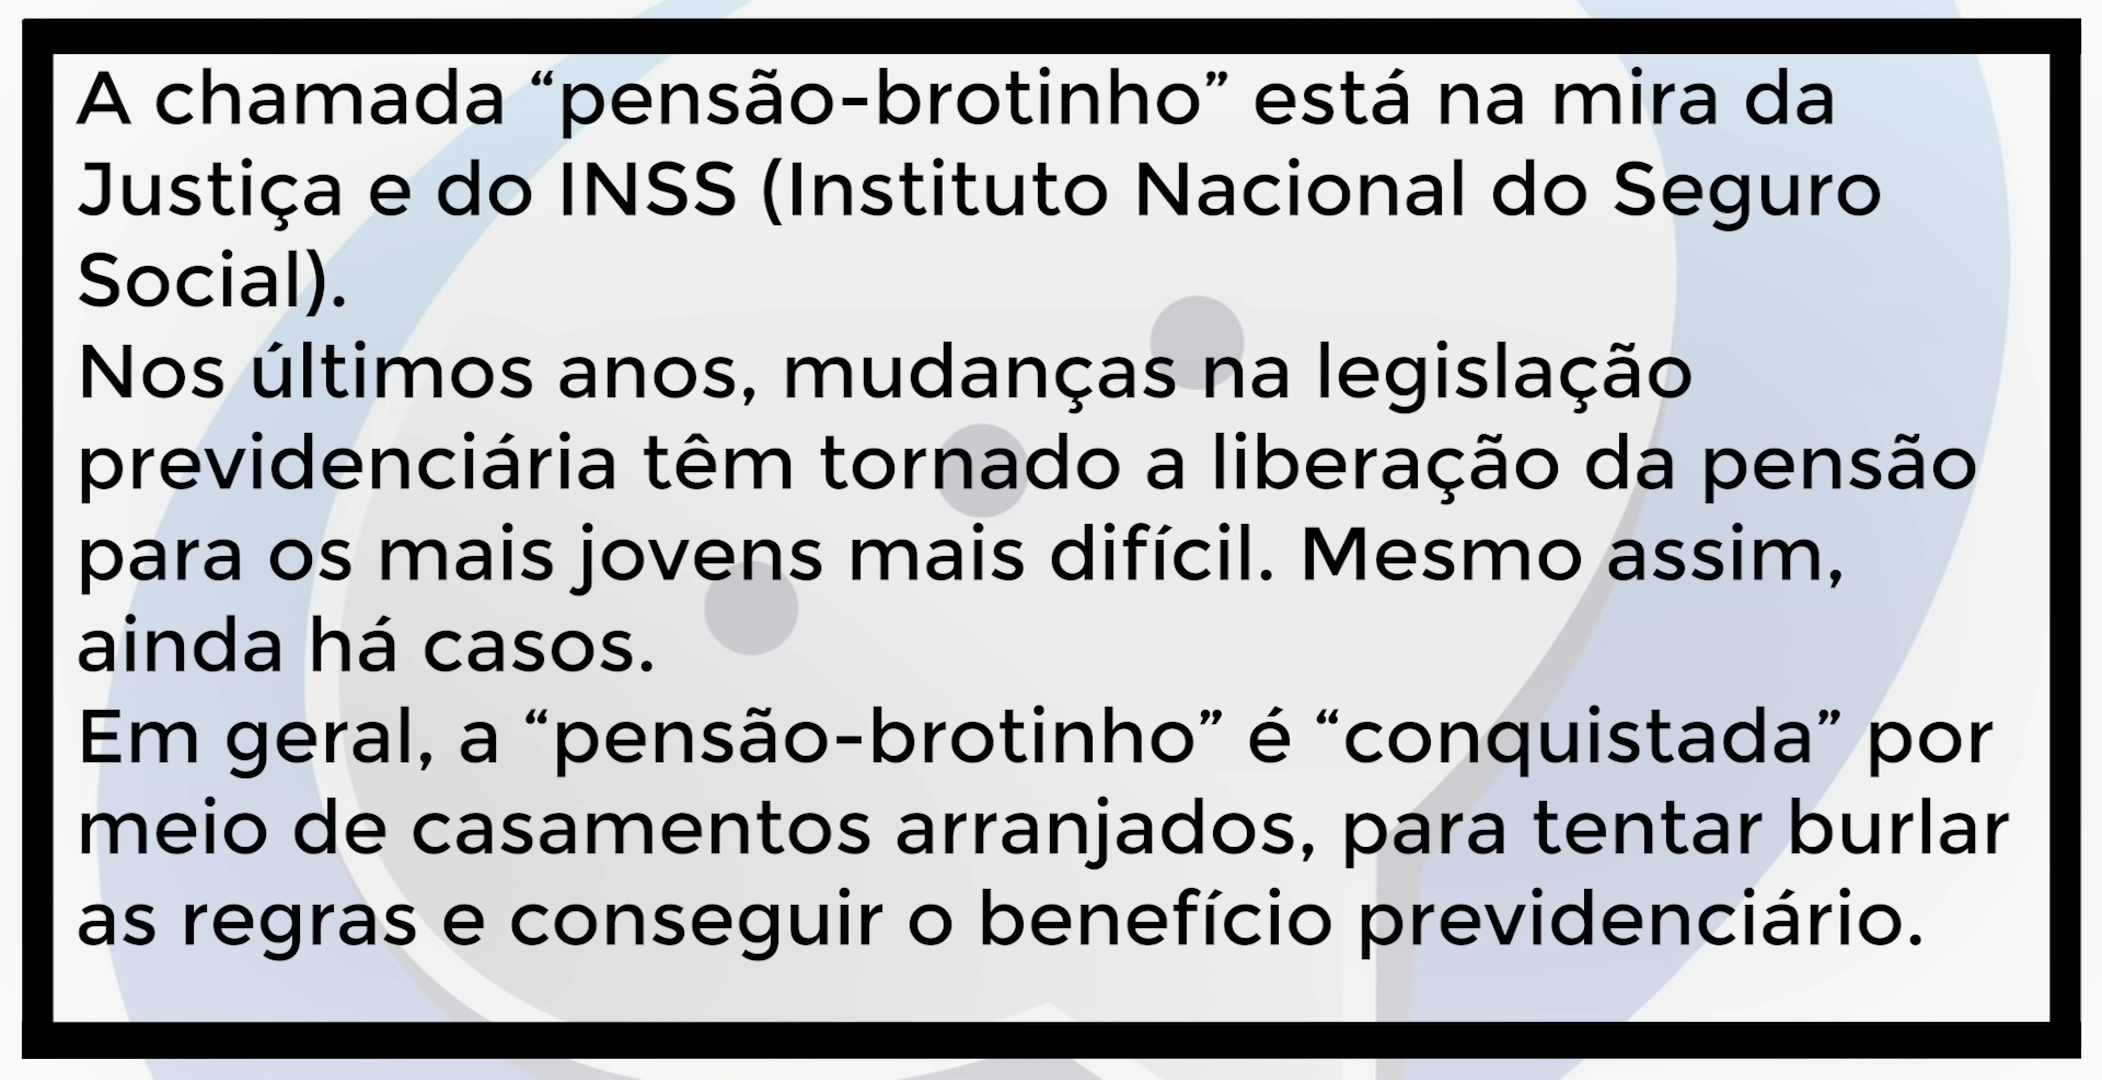 A chamada “pensão-brotinho” está na mira da
Justiça e do INSS (Instituto Nacional do Seguro
Social).
Nos últimos anos, mudanças na legislação
previdenciária têm tornado a liberação da pensão
para os mais jovens mais difícil. Mesmo assim,
ainda há casos.
Em geral, a “pensão-brotinho” é “conquistada” por
meio de casamentos arranjados, para tentar burlar
as regras e conseguir o benefício previdenciário.